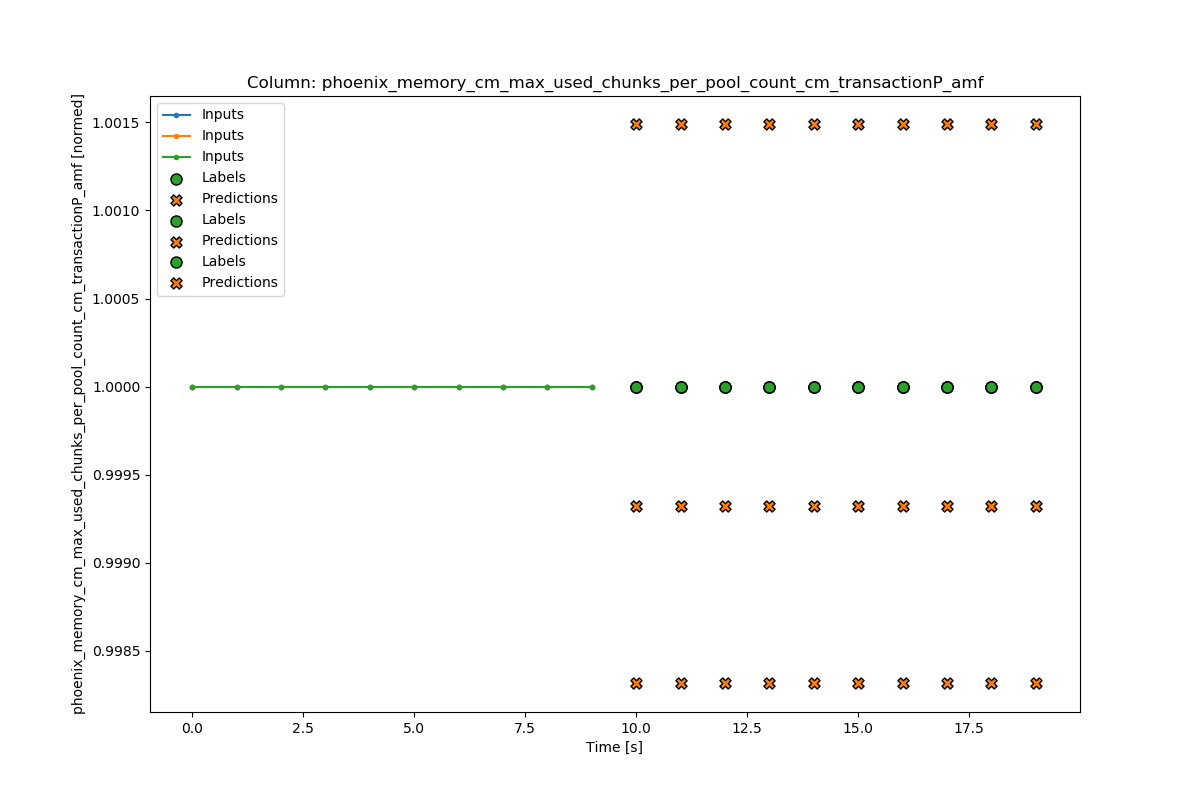 Column: phoenix_memory_cm_max_used_chunks_per_pool_count_cm_transactionP_amf
phoenix_memory_cm_max_used_chunks_per_pool_count_cm_transactionP_amf [normed]
1.0015
1.0010
1.0005
1.0000
0.9995
0.9990
0.9985
Inputs
Inputs
Inputs
Labels
Predictions
Labels
Predictions
Labels
Predictions
0.0 2.5 5.0 7.5 10.0 12.5 15.0 17.5
Time [s]